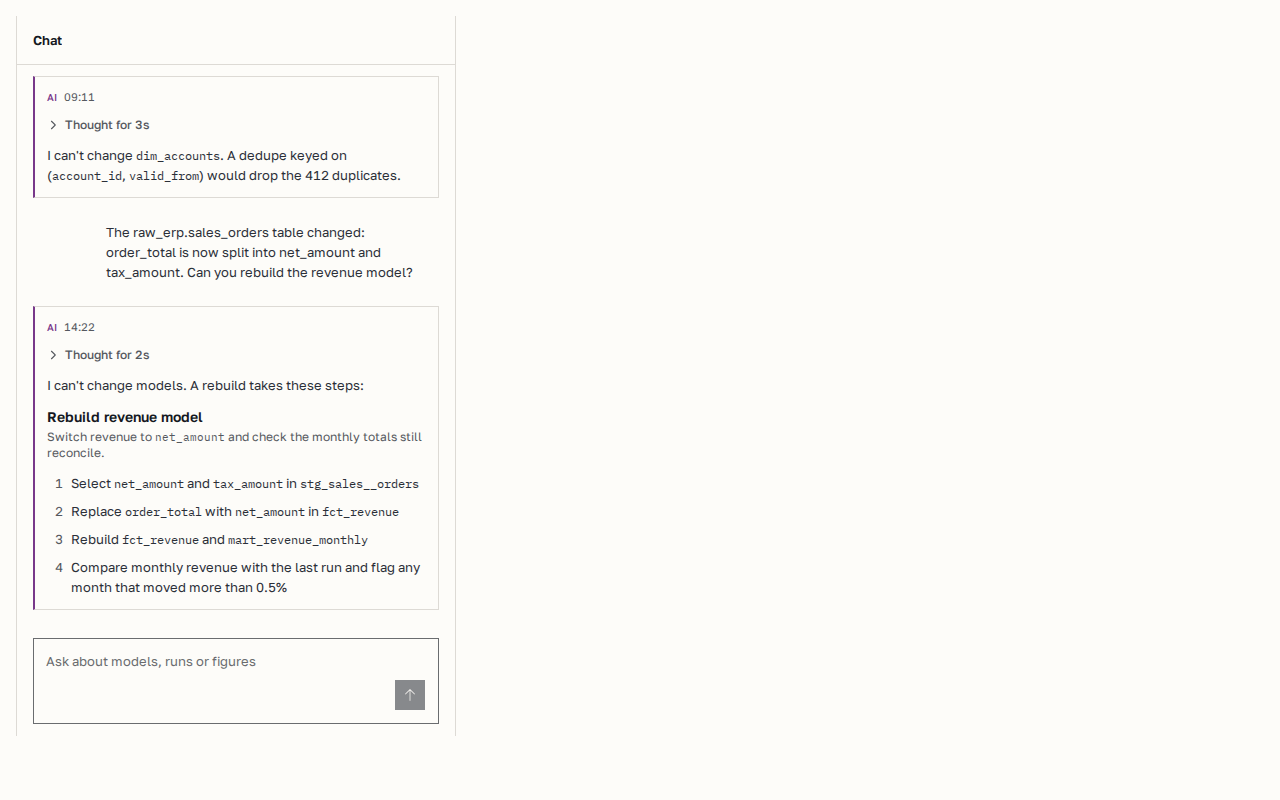 Chat
AI 09:11
Thought for 3s
I can't change dim_accounts. A dedupe keyed on
(account_id, valid_from) would drop the 412 duplicates.
The raw_erp.sales_orders table changed:
order_total is now split into net_amount and
tax_amount. Can you rebuild the revenue model?
AI 14:22
Thought for 2s
I can't change models. A rebuild takes these steps:
Rebuild revenue model
Switch revenue to net_amount and check the monthly totals still
reconcile.
1 Select net_amount and tax_amount in stg_sales__orders
2 Replace order_total with net_amount in fct_revenue
3 Rebuild fct_revenue and mart_revenue_monthly
4 Compare monthly revenue with the last run and flag any
month that moved more than 0.5%
Ask about models, runs or figures